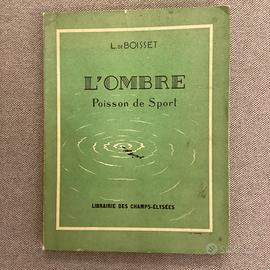 L. DE BOISSET
L'OMBRE
Poisson de Sport
LIBRAIRIE DES CHAMPS-ÉLYSÉES